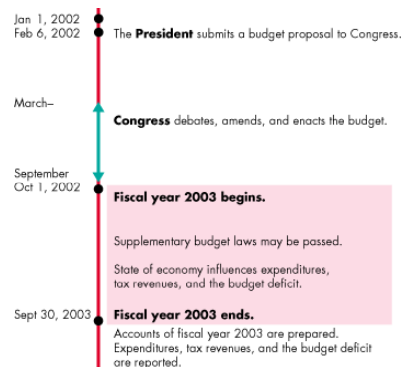 Jan 1, 2002
Feb 6, 2002 The President submits a budget proposal to Congress.
March–
Congress debates, amends, and enacts the budget.
September
Oct 1, 2002
Fiscal year 2003 begins.
Supplementary budget laws may be passed.
State of economy influences expenditures,
tax revenues, and the budget deficit.
Sept 30, 2003 Fiscal year 2003 ends.
Accounts of fiscal year 2003 are prepared.
Expenditures, tax revenues, and the budget deficit
are reported.